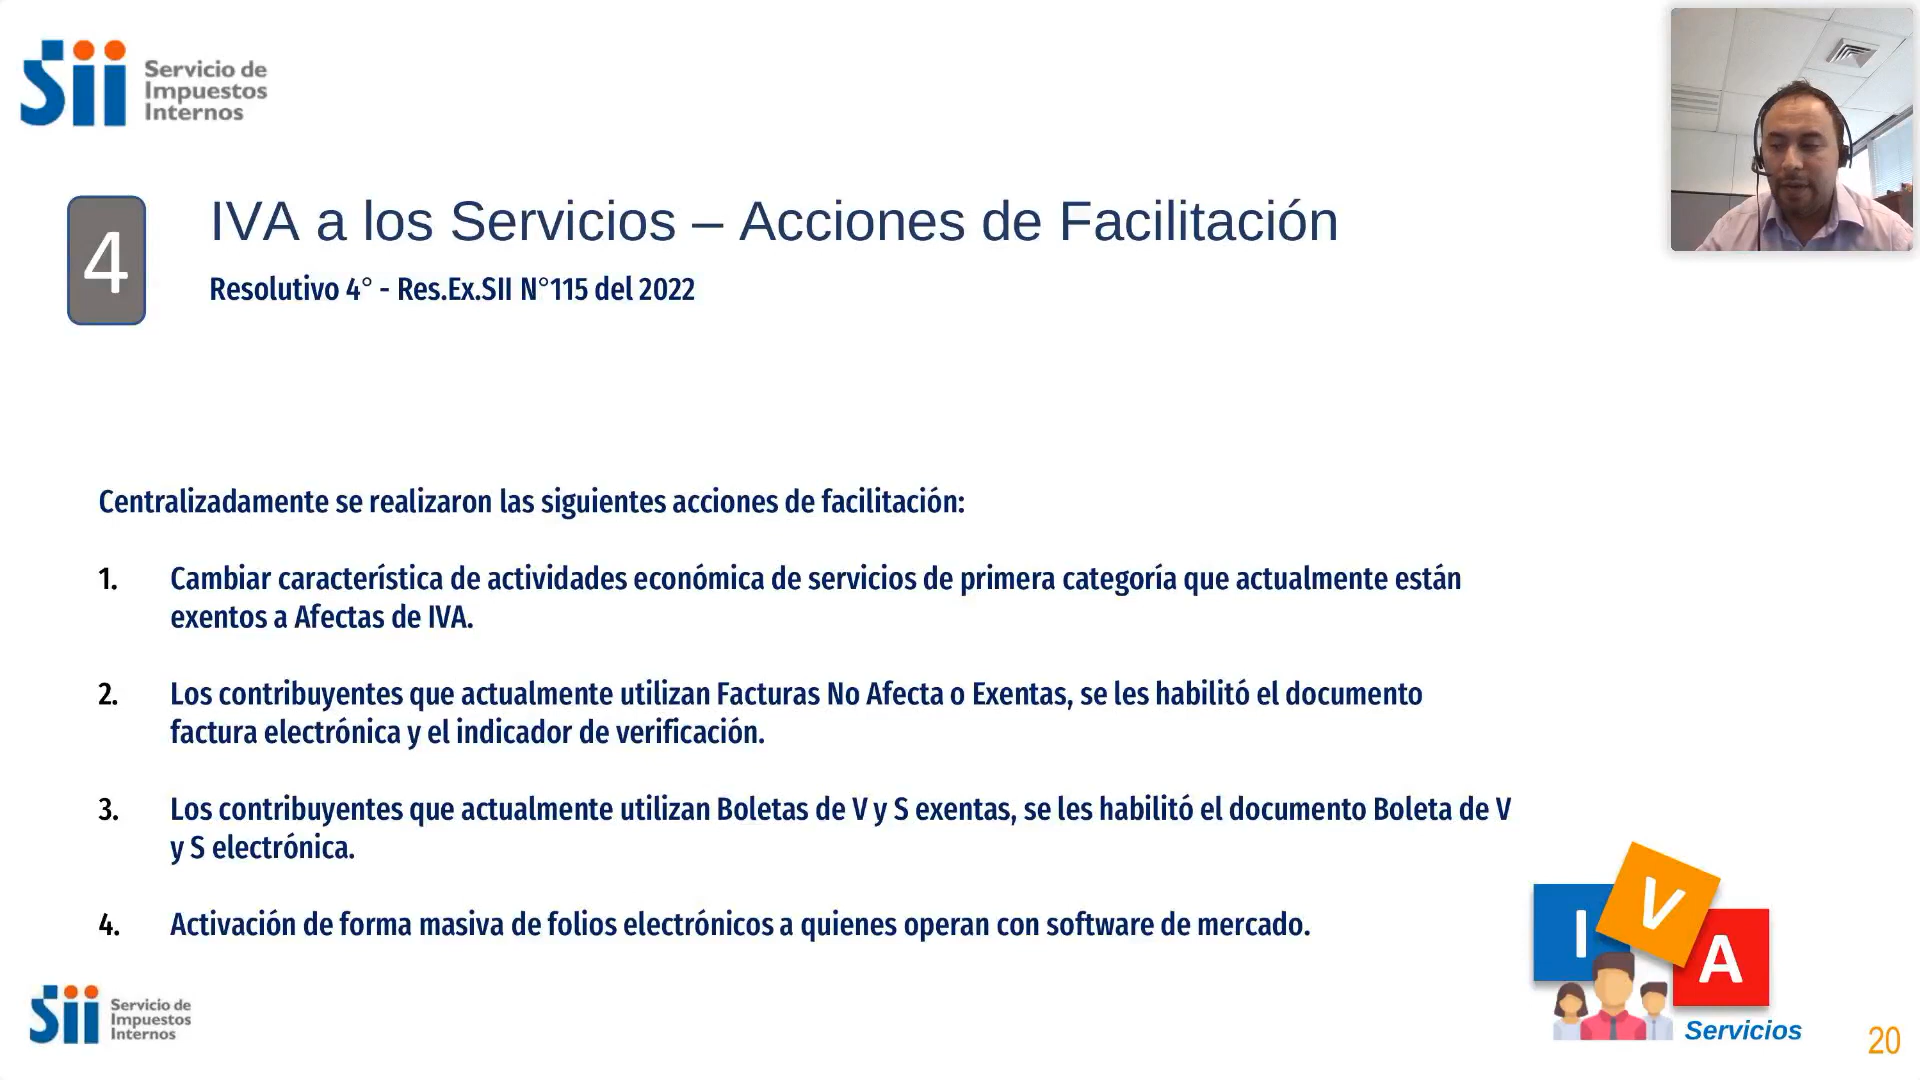 Sii Servicio de
Impuestos
Internos
4
IVA a los Servicios – Acciones de Facilitación
Resolutivo 4° - Res.Ex.SII N°115 del 2022
Centralizadamente se realizaron las siguientes acciones de facilitación:
1. Cambiar característica de actividades económica de servicios de primera categoría que actualmente están
exentos a Afectas de IVA.
2. Los contribuyentes que actualmente utilizan Facturas No Afecta o Exentas, se les habilitó el documento
factura electrónica y el indicador de verificación.
3. Los contribuyentes que actualmente utilizan Boletas de V y S exentas, se les habilitó el documento Boleta de V
y S electrónica.
4. Activación de forma masiva de folios electrónicos a quienes operan con software de mercado.
Sii Servicio de
Impuestos
Internos
I V A
Servicios
20